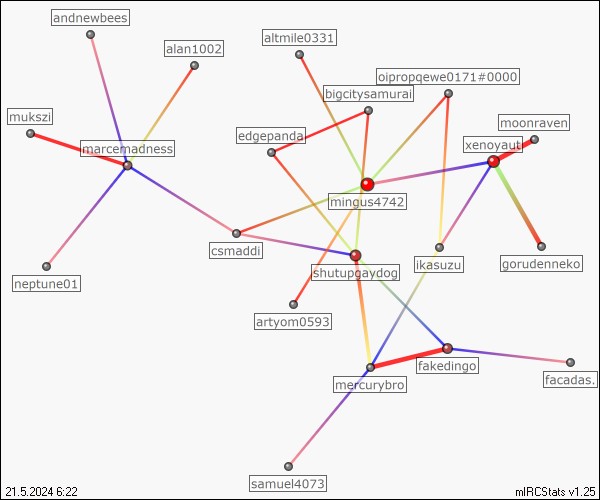 andnewbees
alan1002
altmile0331
oipropqewe0171#0000
bigcitysamurai
mukszi
moonraven
edgepanda
xenoyaut
marcemadness
mingus4742
csmaddi
ikasuzu
gorudenneko
shutupgaydog
neptune01
artyom0593
fakedingo
facadas.
mercurybro
samuel4073
21.5.2024 6:22
mIRCStats v1.25